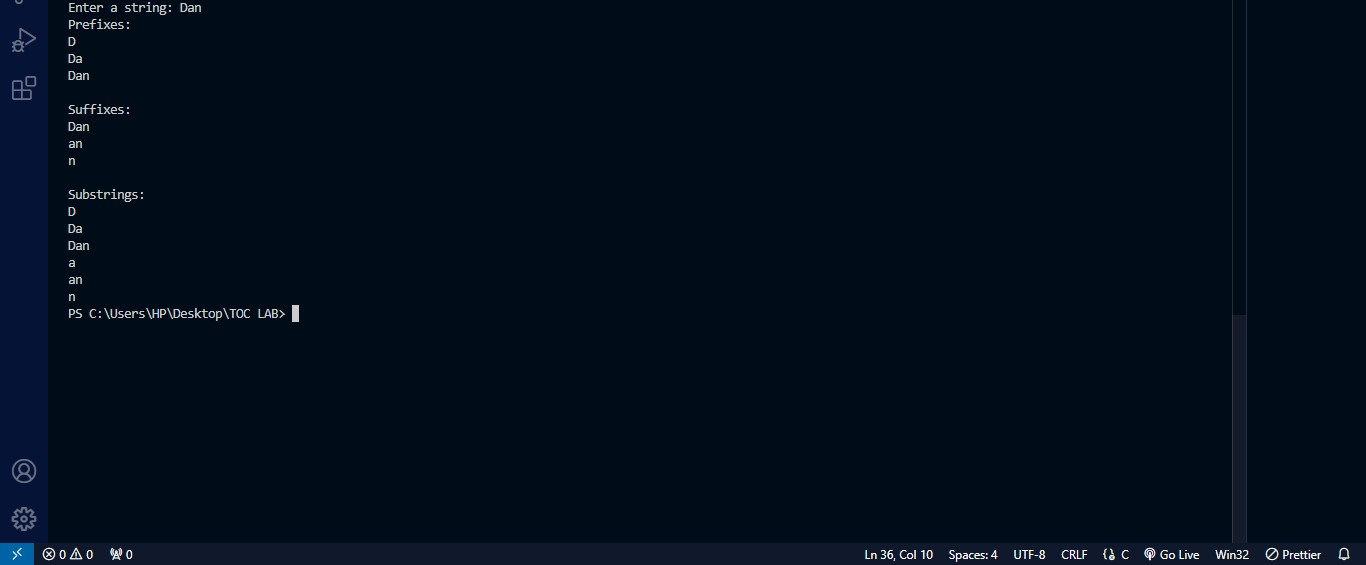 Enter a string: Dan
Prefixes:
D
Da
Dan
Suffixes:
Dan
an
n
Substrings:
D
Da
Dan
a
an
n
PS C:\Users\HP\Desktop\TOC LAB>
0 0 0 Ln 36, Col 10 Spaces: 4 UTF-8 CRLF C Go Live Win32 Prettier